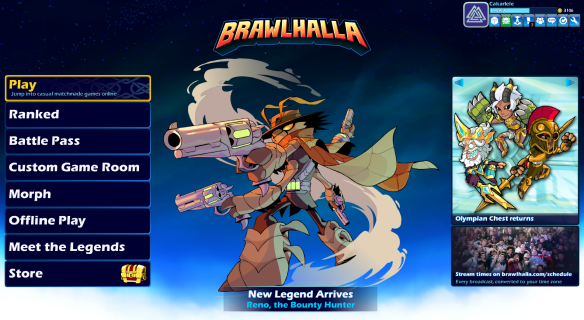 Cakarlele
4106
BRAWLHALLA
Play
Jump into casual matchmade games online
Ranked
Battle Pass
Custom Game Room
Morph
Offline Play
Meet the Legends
Store
New Legend Arrives
Reno, the Bounty Hunter
Olympian Chest returns
Stream times on brawlhalla.com/schedule
Every broadcast, converted to your time zone